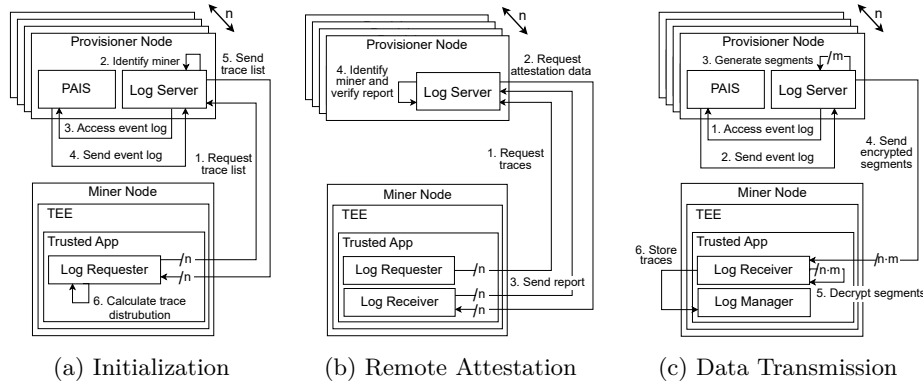 n
Provisioner Node
2. Identify miner
PAIS
Log Server
3. Access event log
4. Send event log
5. Send
trace list
1. Request
trace list
Miner Node
TEE
Trusted App
Log Requester
/n
/n
6. Calculate trace
distrubution
(a) Initialization
n
Provisioner Node
4. Identify
miner and
verify report
Log Server
2. Request
attestation data
1. Request
traces
Miner Node
TEE
Trusted App
Log Requester
/n
Log Receiver
/n
/n
3. Send report
(b) Remote Attestation
n
Provisioner Node
3. Generate segments
/m
PAIS
Log Server
1. Access event log
2. Send event log
4. Send
encrypted
segments
Miner Node
TEE
Trusted App
6. Store
traces
Log Receiver
/n·m
/n·m
5. Decrypt segments
Log Manager
(c) Data Transmission